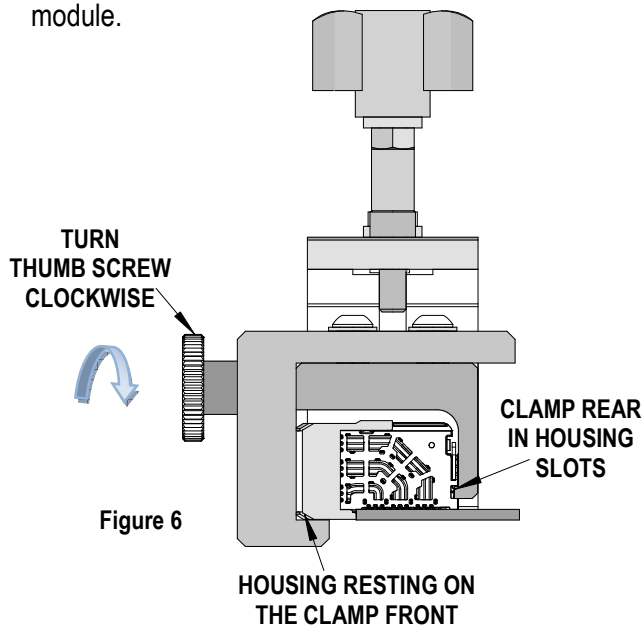 module.
TURN
THUMB SCREW
CLOCKWISE
CLAMP REAR
IN HOUSING
SLOTS
Figure 6
HOUSING RESTING ON
THE CLAMP FRONT